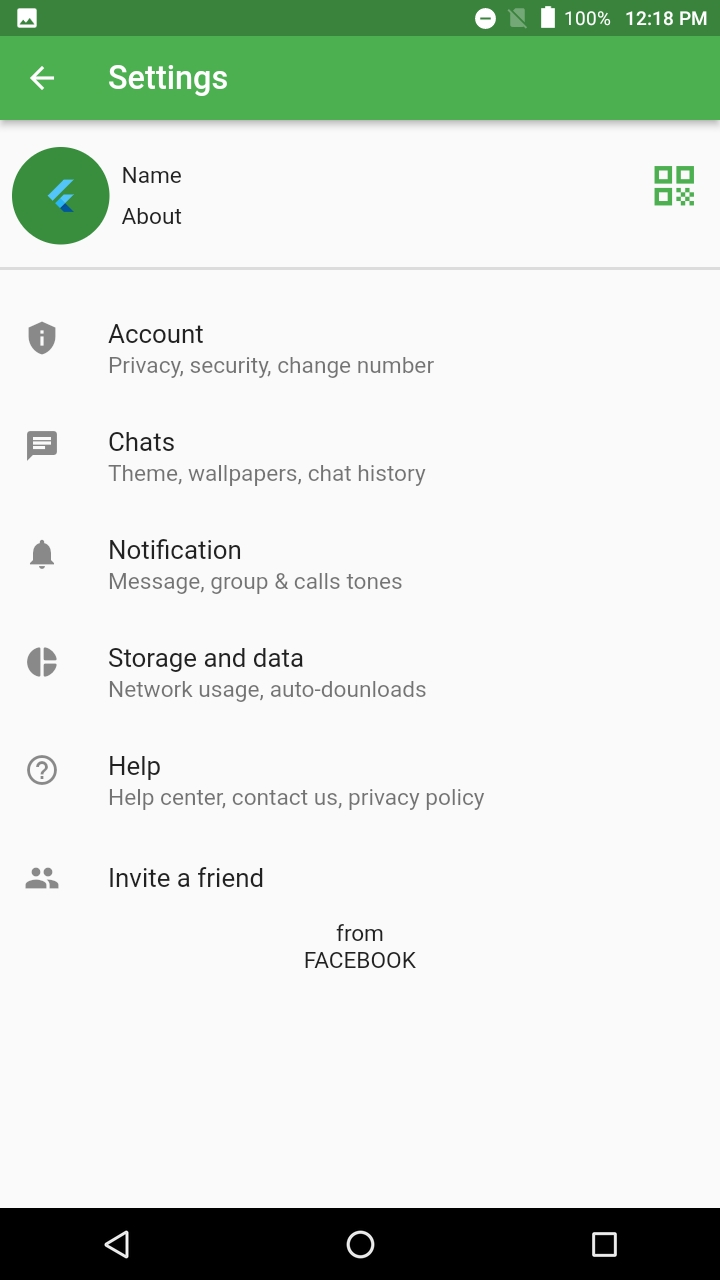 100% 12:18 PM
Settings
Name
About
Account
Privacy, security, change number
Chats
Theme, wallpapers, chat history
Notification
Message, group & calls tones
Storage and data
Network usage, auto-dounloads
Help
Help center, contact us, privacy policy
Invite a friend
from
FACEBOOK